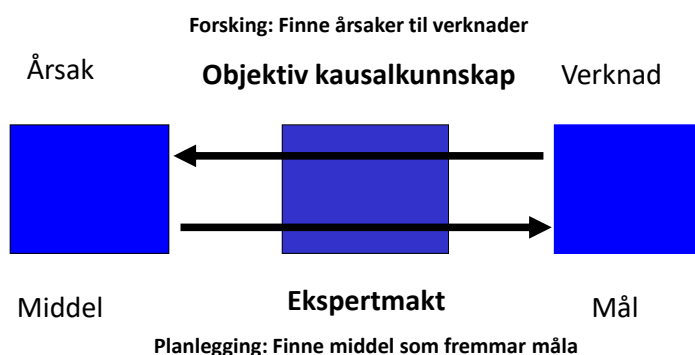 Forsking: Finne årsaker til verknader
Årsak Objektiv kausalkunnskap Verknad
Middel Ekspertmakt Mål
Planlegging: Finne middel som fremmar måla